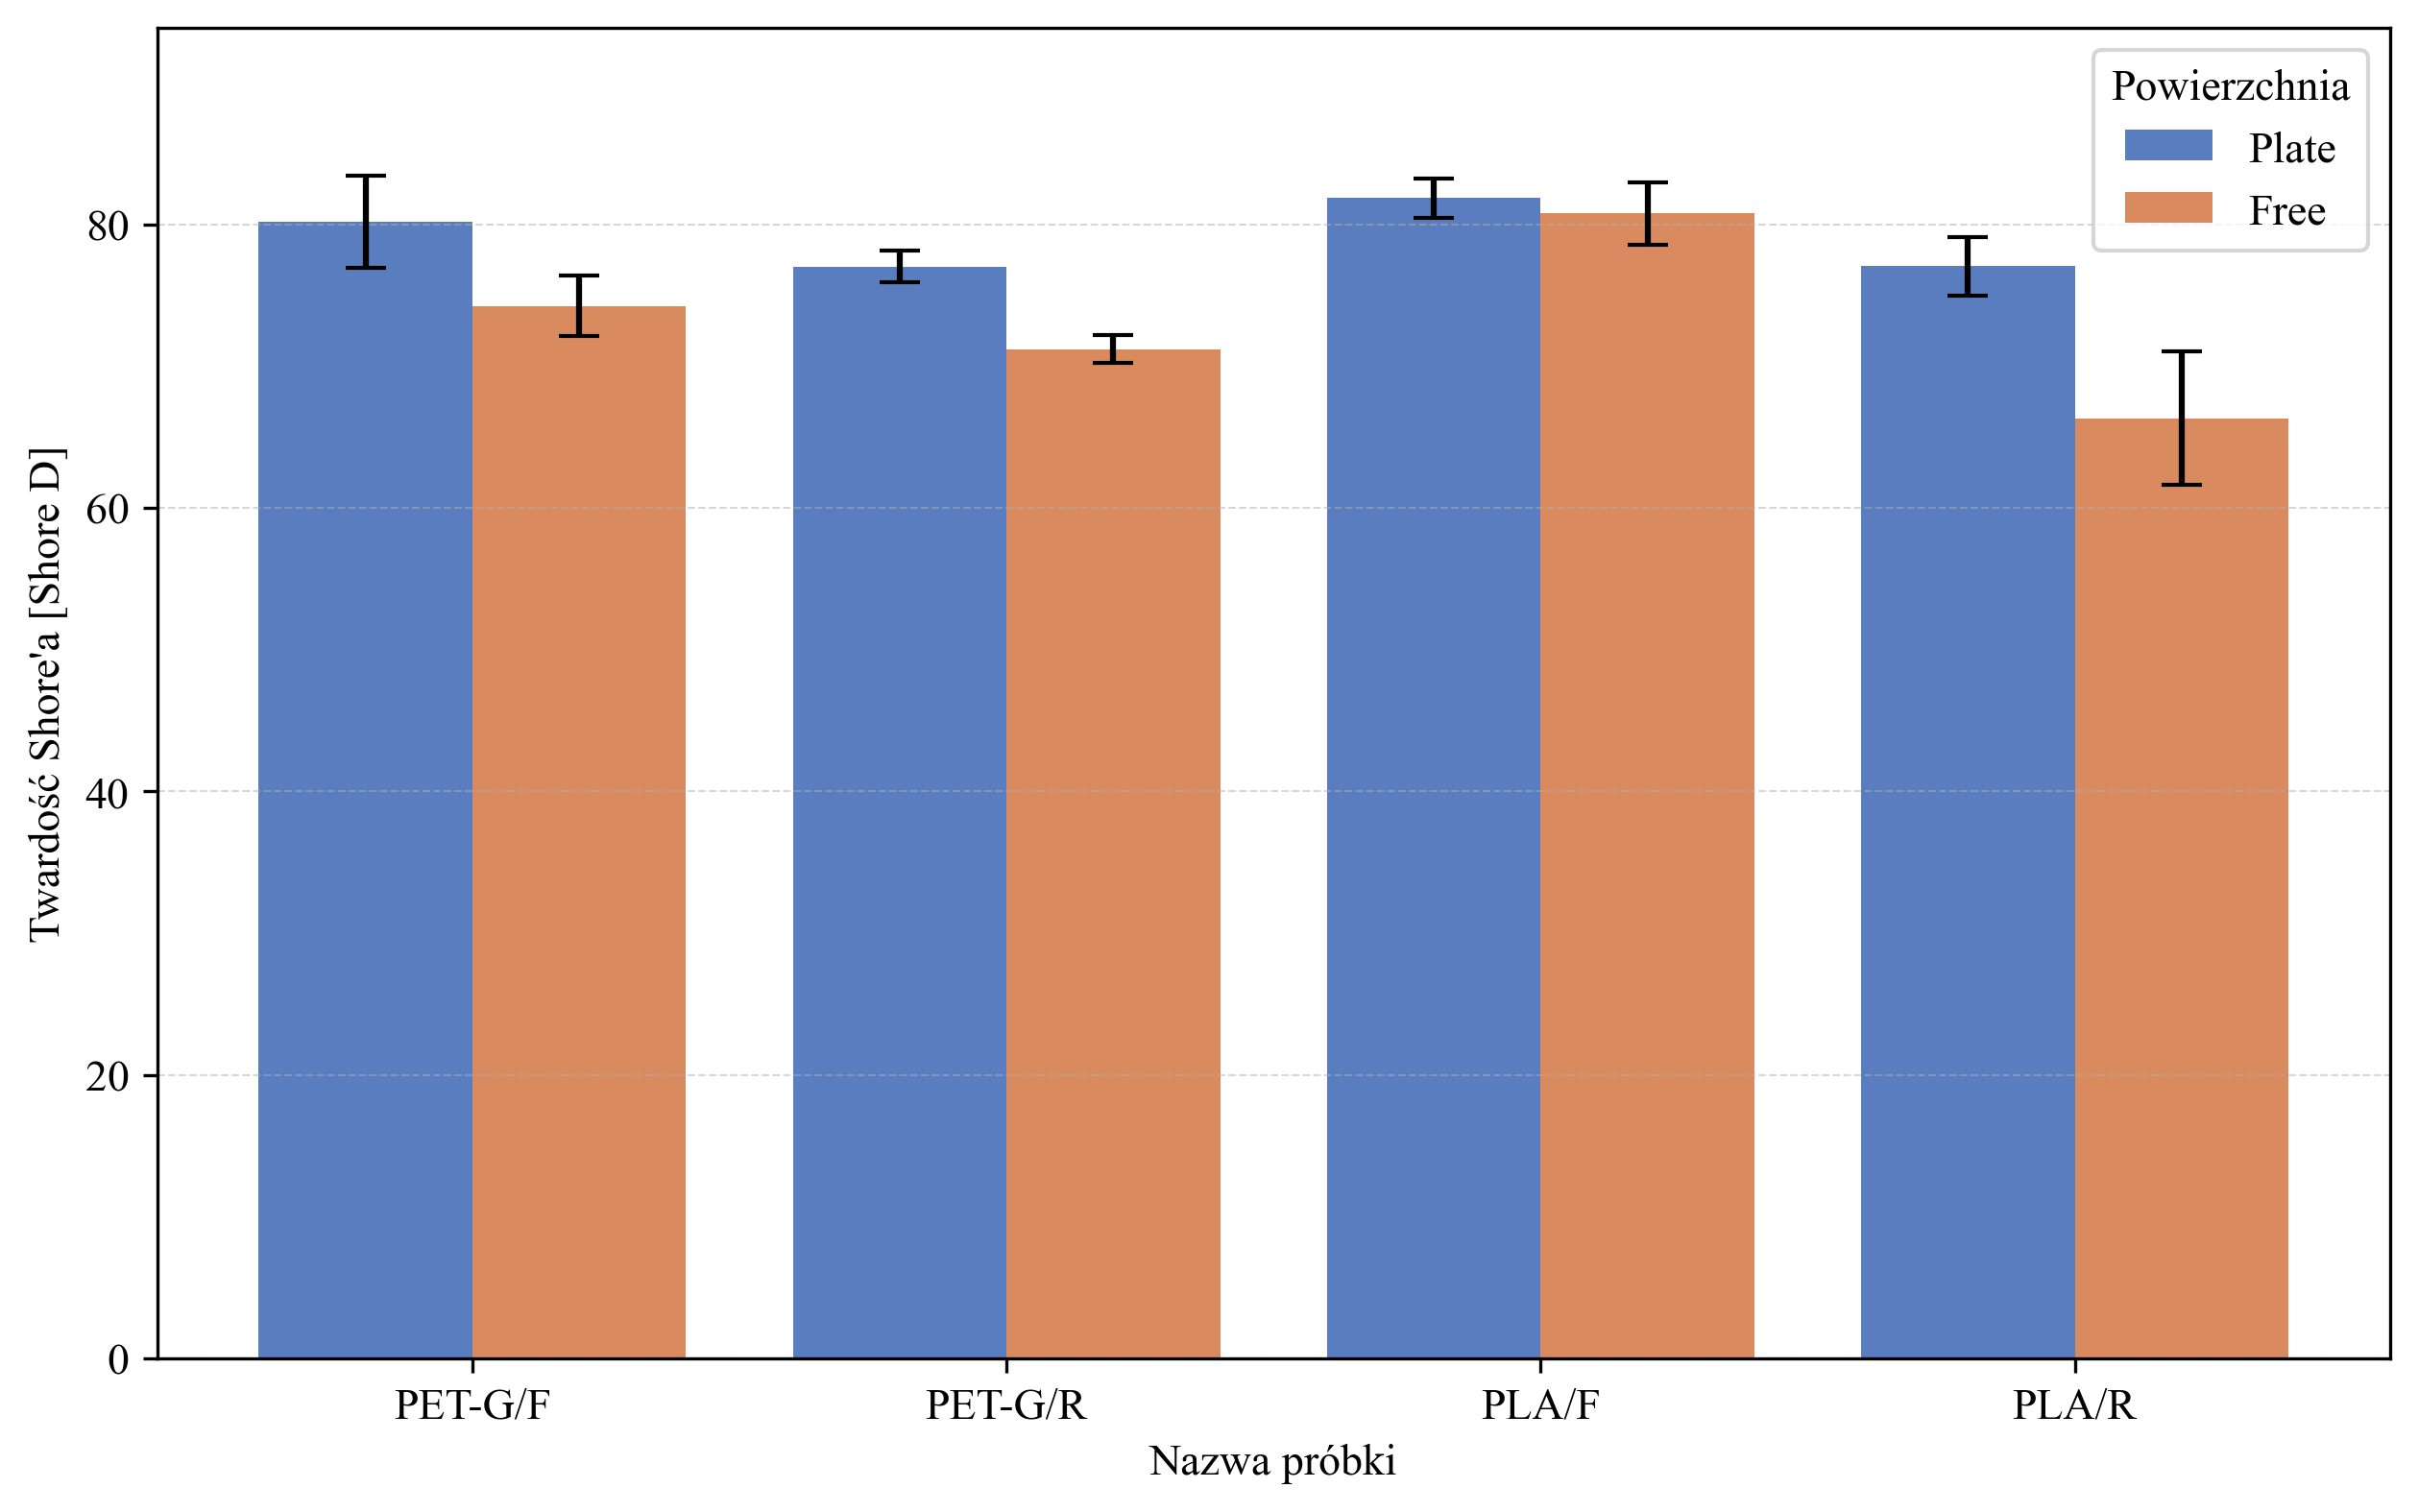 Powierzchnia
Plate
Free
Twardość Shore'a [Shore D]
80
60
40
20
0
PET-G/F
PET-G/R
PLA/F
PLA/R
Nazwa próbki